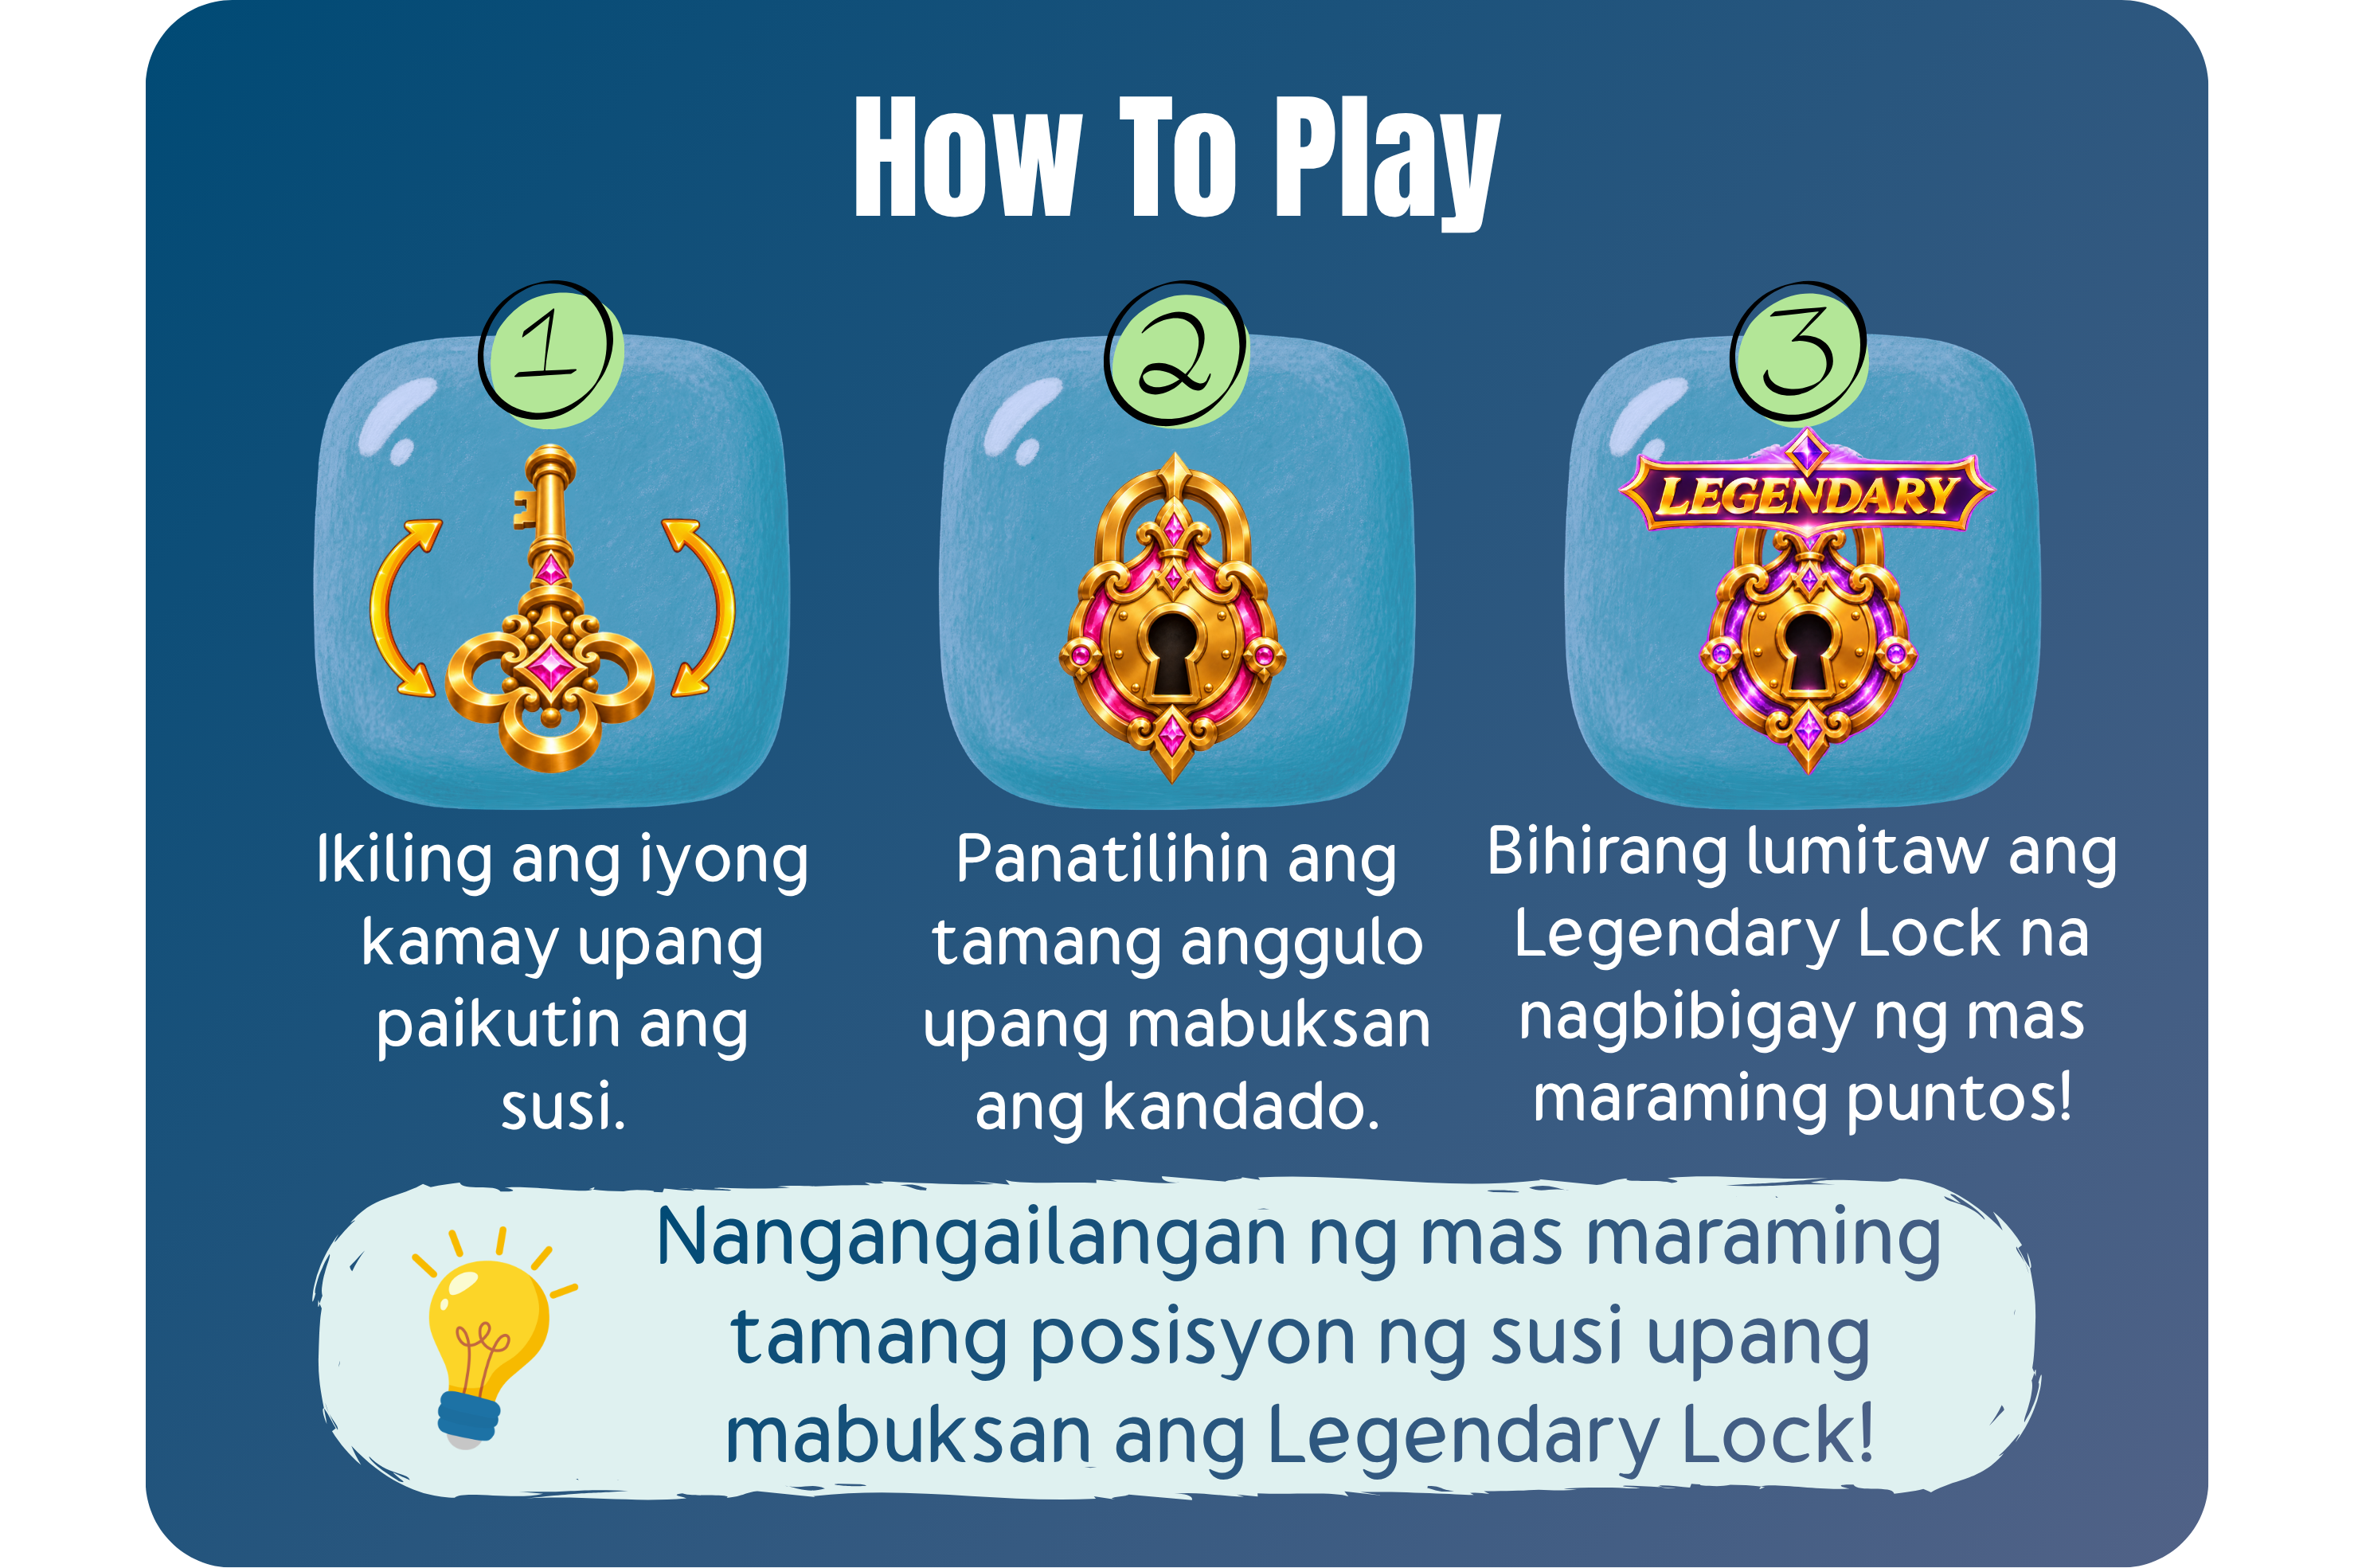 How To Play
1
Ikiling ang iyong
kamay upang
paikutin ang
susi.
2
Panatilihin ang
tamang anggulo
upang mabuksan
ang kandado.
3
LEGENDARY
Bihirang lumitaw ang
Legendary Lock na
nagbibigay ng mas
maraming puntos!
Nangangailangan ng mas maraming
tamang posisyon ng susi upang
mabuksan ang Legendary Lock!